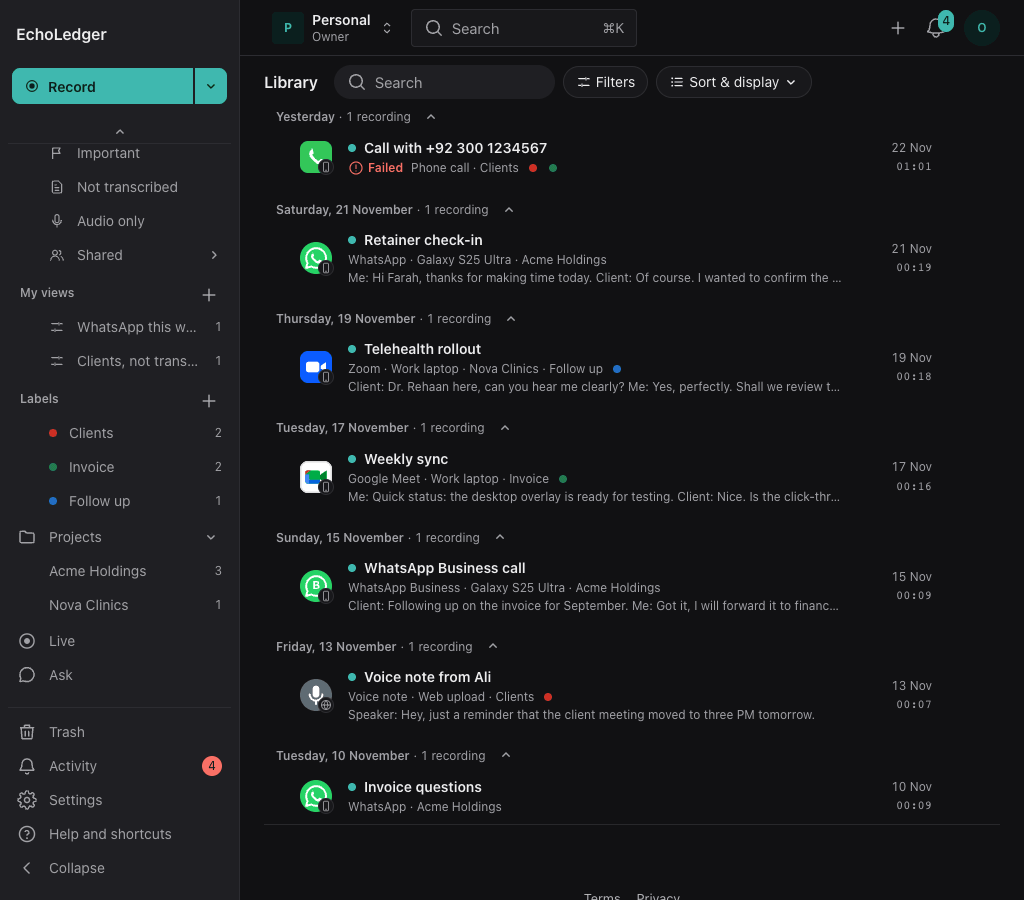 EchoLedger
Record
Important
Not transcribed
Audio only
Shared
My views
WhatsApp this w... 1
Clients, not trans... 1
Labels
Clients 2
Invoice 2
Follow up 1
Projects
Acme Holdings 3
Nova Clinics 1
Live
Ask
Trash
Activity 4
Settings
Help and shortcuts
Collapse
P Personal
Owner
Search ⌘K
4
O
Library
Search
Filters
Sort & display
Yesterday · 1 recording
Call with +92 300 1234567
22 Nov
Failed Phone call · Clients
01:01
Saturday, 21 November · 1 recording
Retainer check-in
21 Nov
WhatsApp · Galaxy S25 Ultra · Acme Holdings
00:19
Me: Hi Farah, thanks for making time today. Client: Of course. I wanted to confirm the ...
Thursday, 19 November · 1 recording
Telehealth rollout
19 Nov
Zoom · Work laptop · Nova Clinics · Follow up
00:18
Client: Dr. Rehaan here, can you hear me clearly? Me: Yes, perfectly. Shall we review t...
Tuesday, 17 November · 1 recording
Weekly sync
17 Nov
Google Meet · Work laptop · Invoice
00:16
Me: Quick status: the desktop overlay is ready for testing. Client: Nice. Is the click-thr...
Sunday, 15 November · 1 recording
WhatsApp Business call
15 Nov
B
WhatsApp Business · Galaxy S25 Ultra · Acme Holdings
00:09
Client: Following up on the invoice for September. Me: Got it, I will forward it to financ...
Friday, 13 November · 1 recording
Voice note from Ali
13 Nov
Voice note · Web upload · Clients
00:07
Speaker: Hey, just a reminder that the client meeting moved to three PM tomorrow.
Tuesday, 10 November · 1 recording
Invoice questions
10 Nov
WhatsApp · Acme Holdings
00:09
Terms Privacy